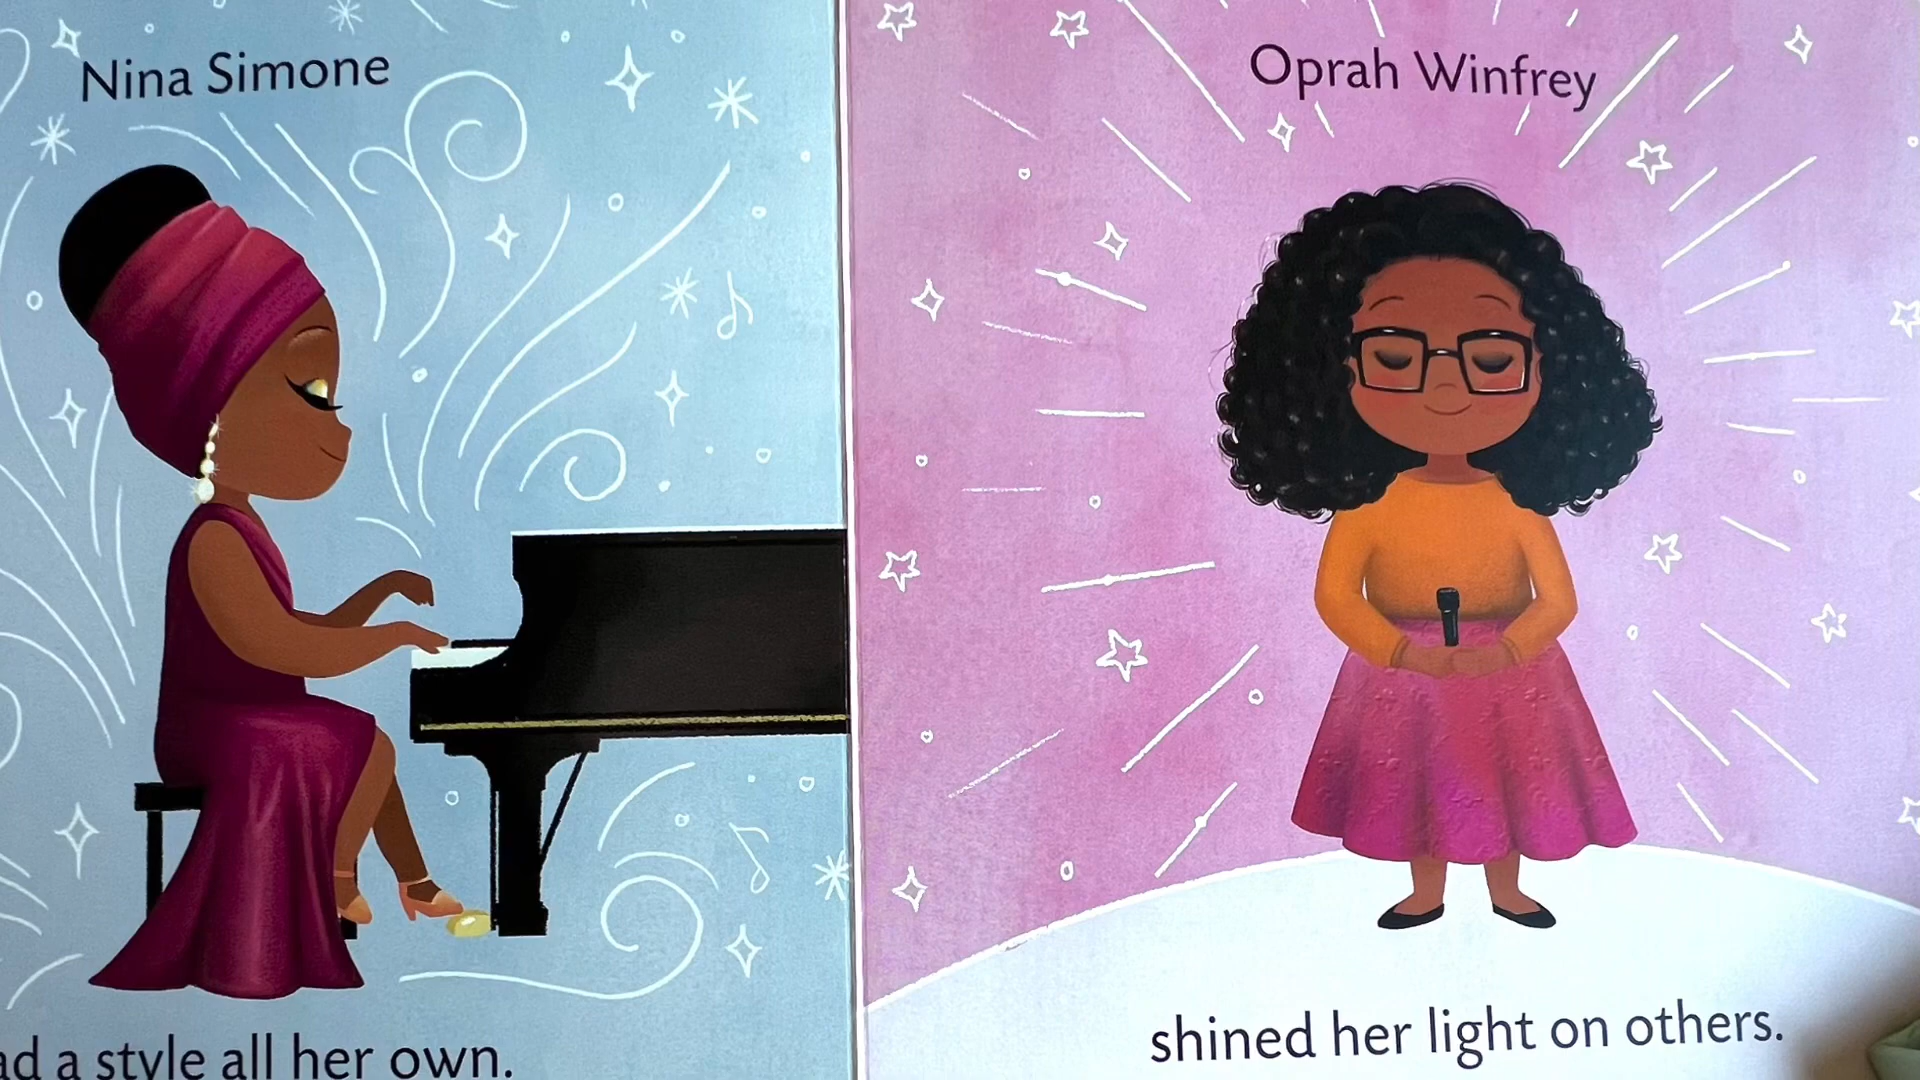 Nina Simone
ad a style all her own.
Oprah Winfrey
shined her light on others.